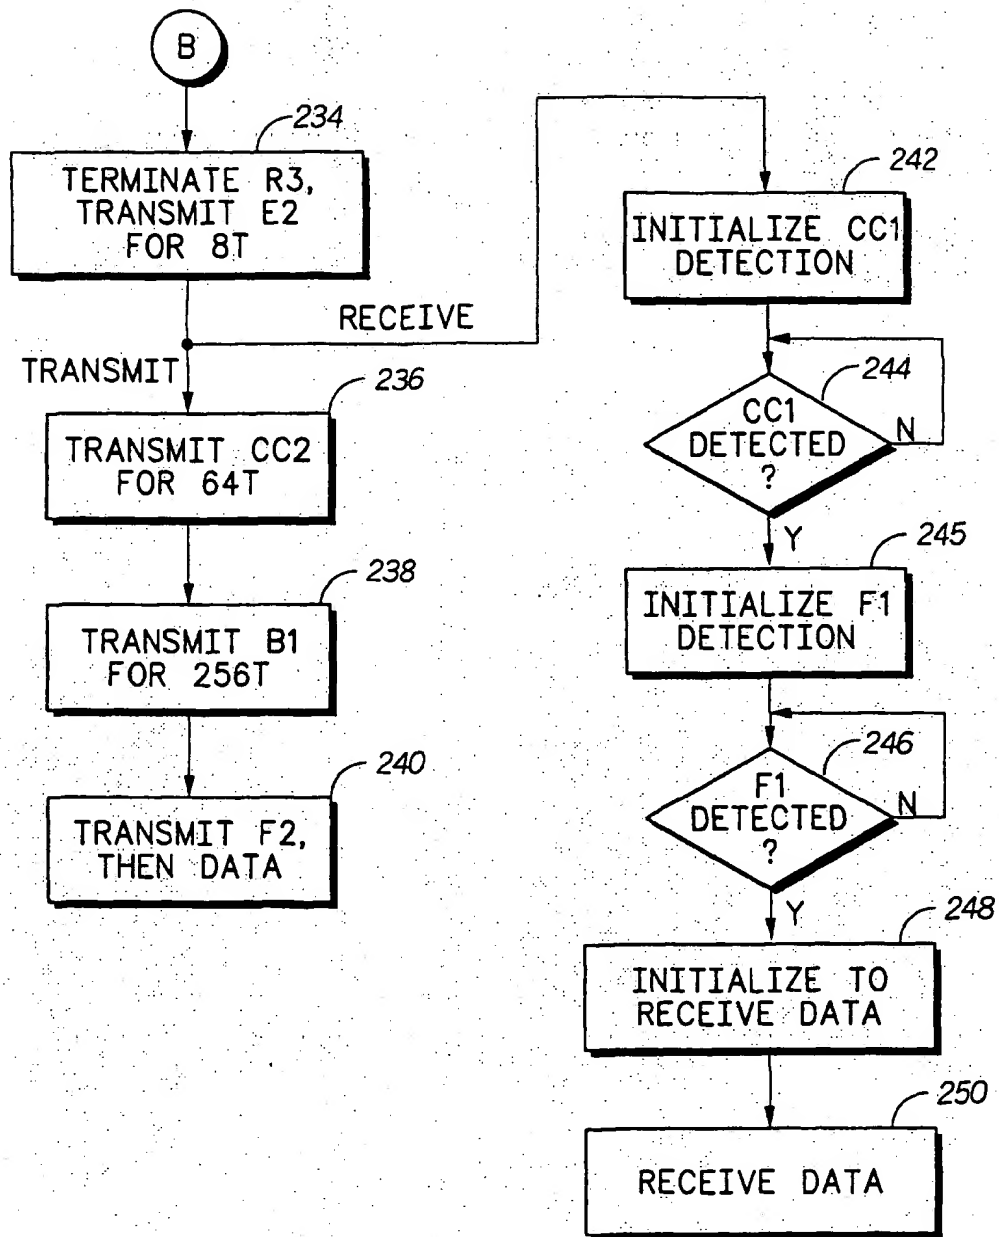 B
234
TERMINATE R3,
TRANSMIT E2
FOR 8T
RECEIVE
TRANSMIT
236
TRANSMIT CC2
FOR 64T
238
TRANSMIT B1
FOR 256T
240
TRANSMIT F2,
THEN DATA
242
INITIALIZE CC1
DETECTION
244
CC1
DETECTED
?
N
Y
245
INITIALIZE F1
DETECTION
246
F1
DETECTED
?
N
Y
248
INITIALIZE TO
RECEIVE DATA
250
RECEIVE DATA